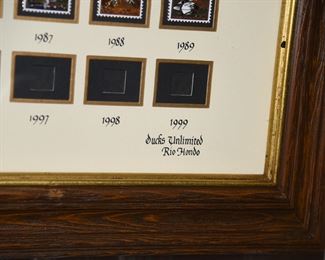 1987 1988 1989
1997 1998 1999
Ducks Unlimited
Rio Hondo